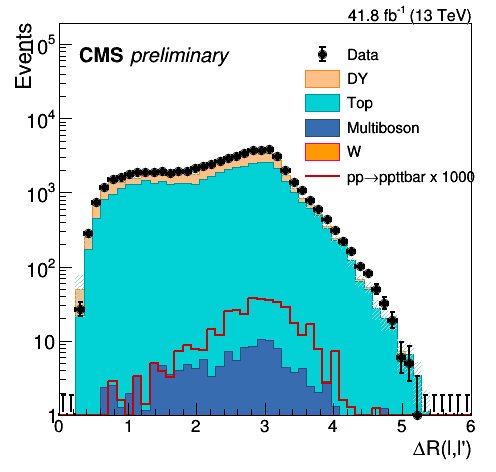 41.8 fb⁻¹ (13 TeV)
Events
CMS preliminary
Data
DY
Top
Multiboson
W
pp→ppttbar x 1000
10⁵
10⁴
10³
10²
10
1
0 1 2 3 4 5 6
ΔR(l,l')